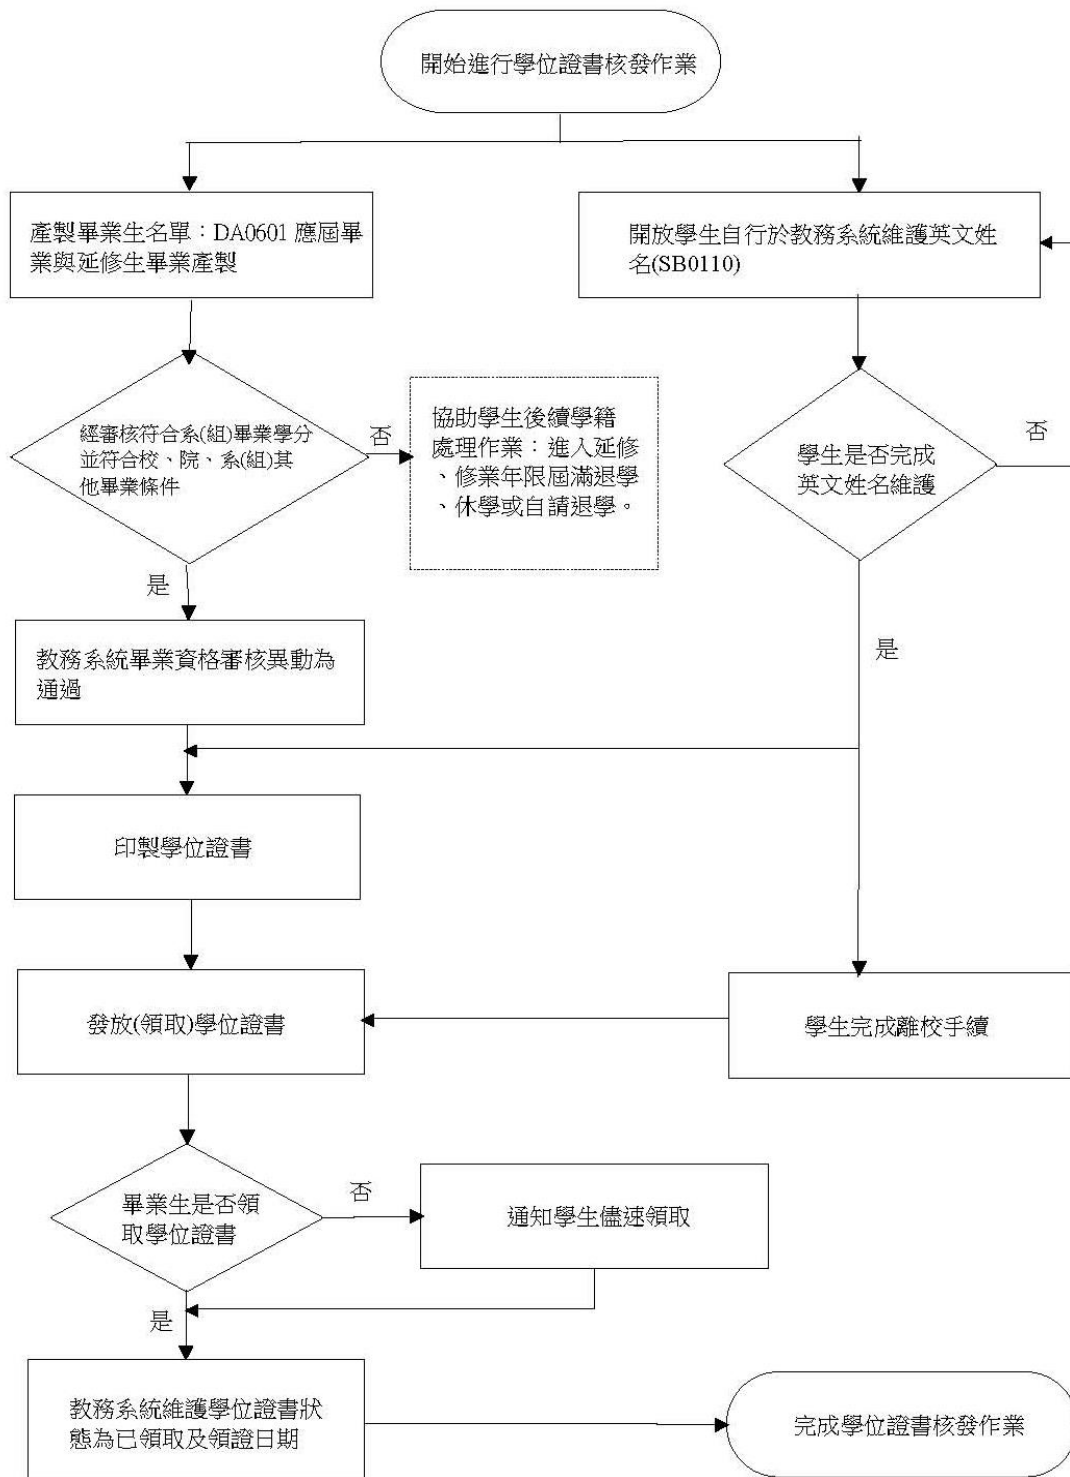 開始進行學位證書核發作業
產製畢業生名單：DA0601 應屆畢
業與延修生畢業產製
開放學生自行於教務系統維護英文姓
名(SB0110)
經審核符合系(組)畢業學分
並符合校、院、系(組)其
他畢業條件
否
協助學生後續學籍
處理作業：進入延修
、修業年限屆滿退學
、休學或自請退學。
學生是否完成
英文姓名維護
否
是
教務系統畢業資格審核異動為
通過
是
印製學位證書
發放(領取)學位證書
學生完成離校手續
畢業生是否領
取學位證書
否
通知學生儘速領取
是
教務系統維護學位證書狀
態為已領取及領證日期
完成學位證書核發作業